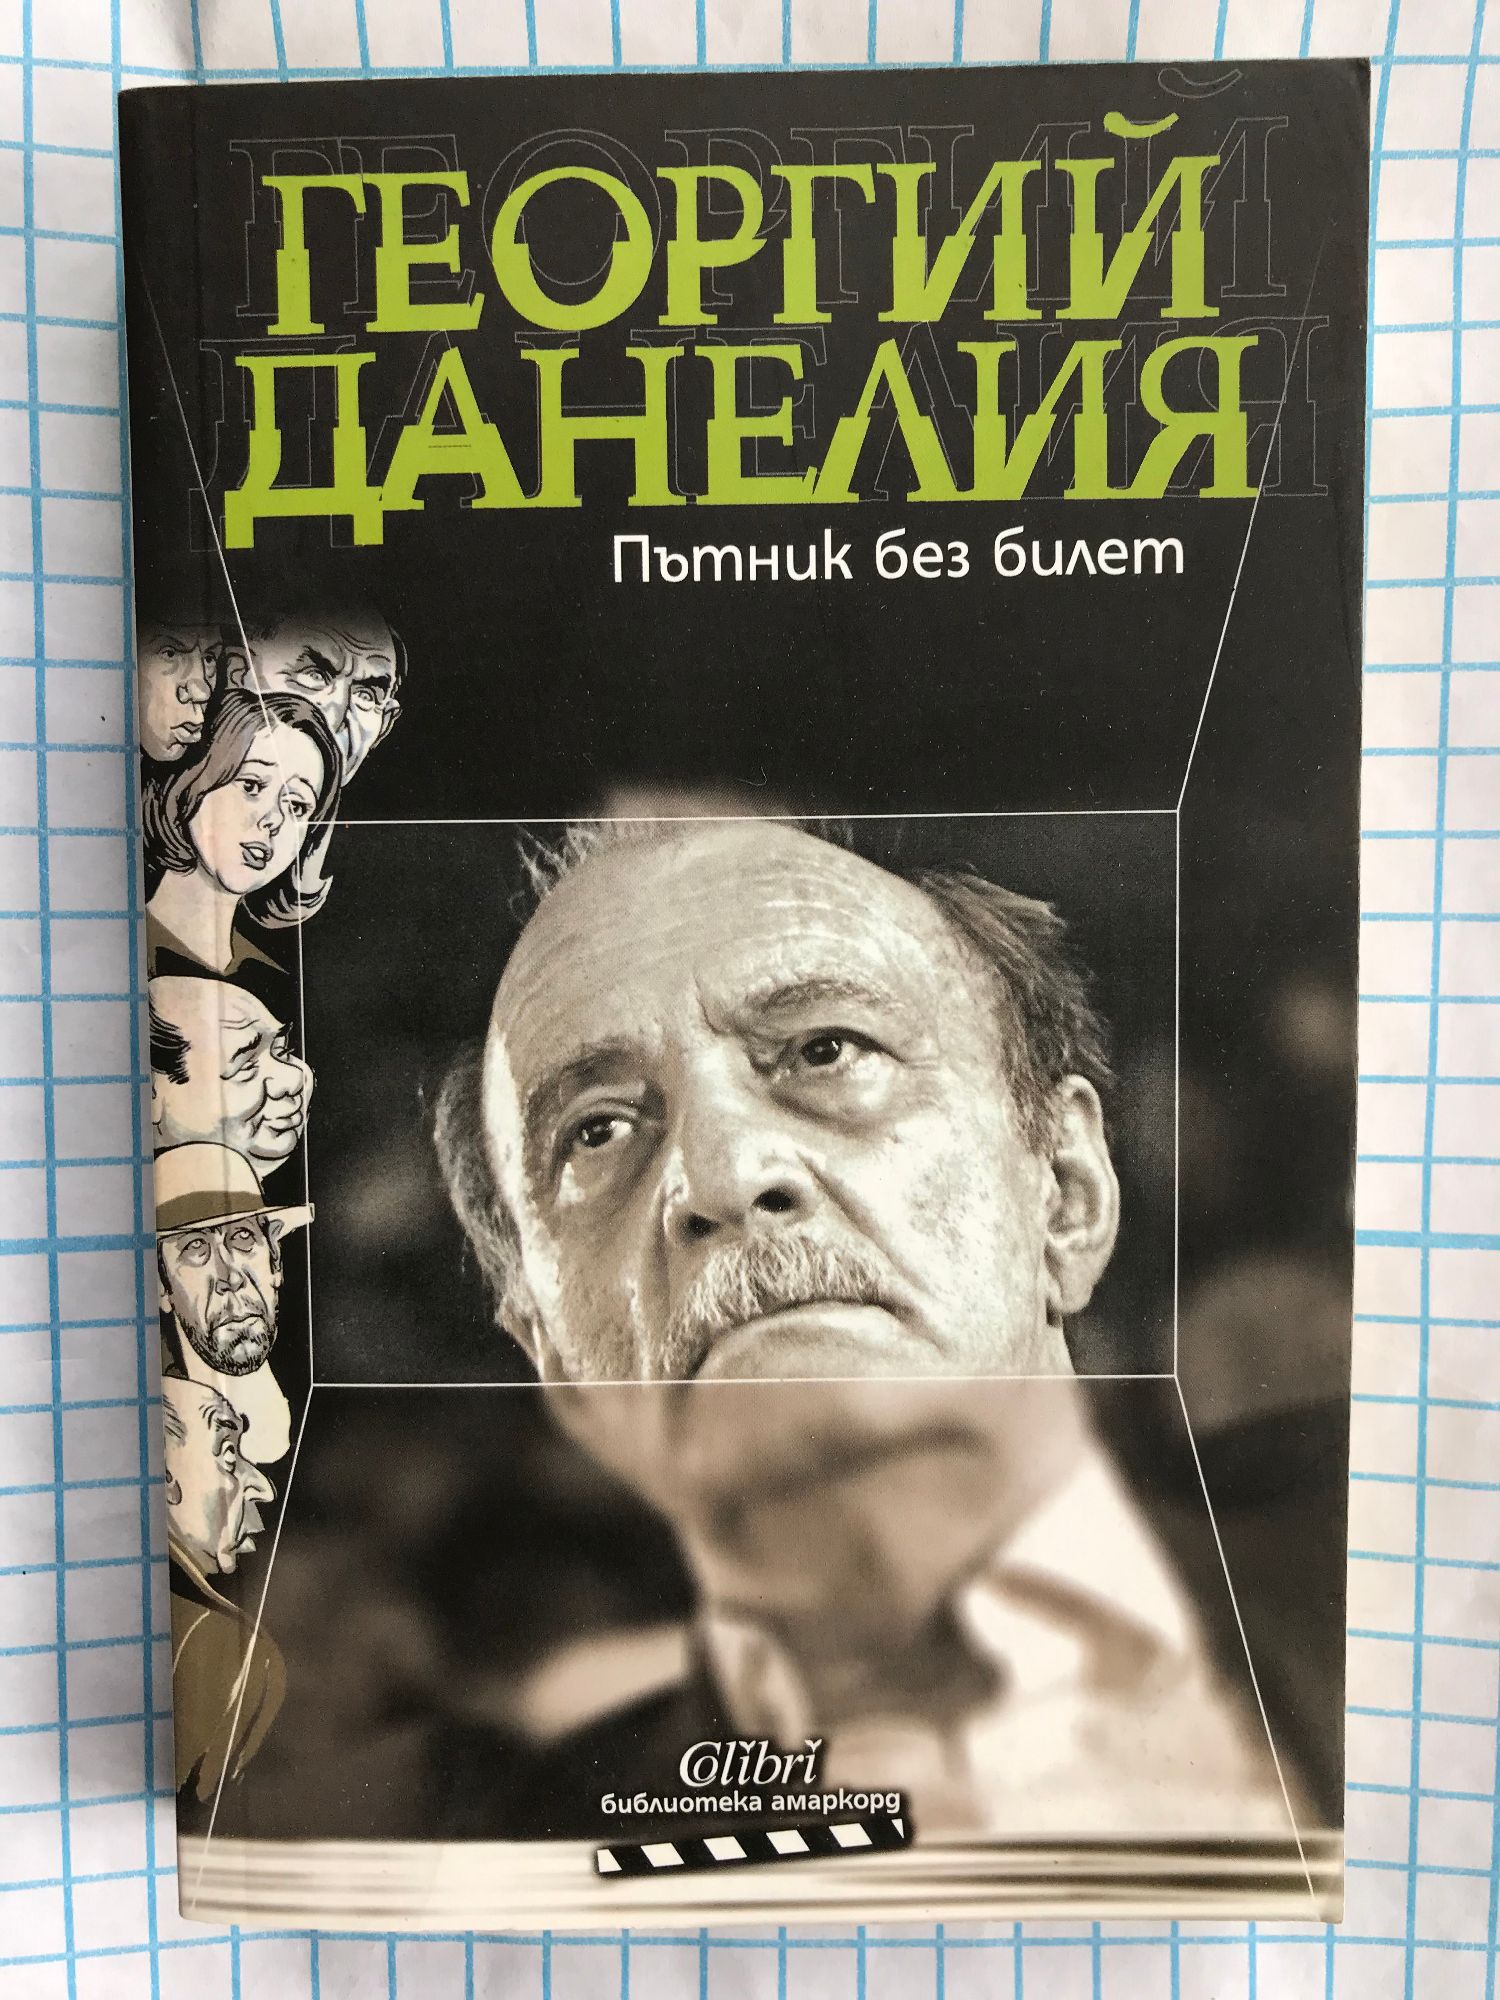 ГЕОРГИЙ
ДАНЕЛИЯ
Пътник без билет
Colibri
библиотека амаркорд